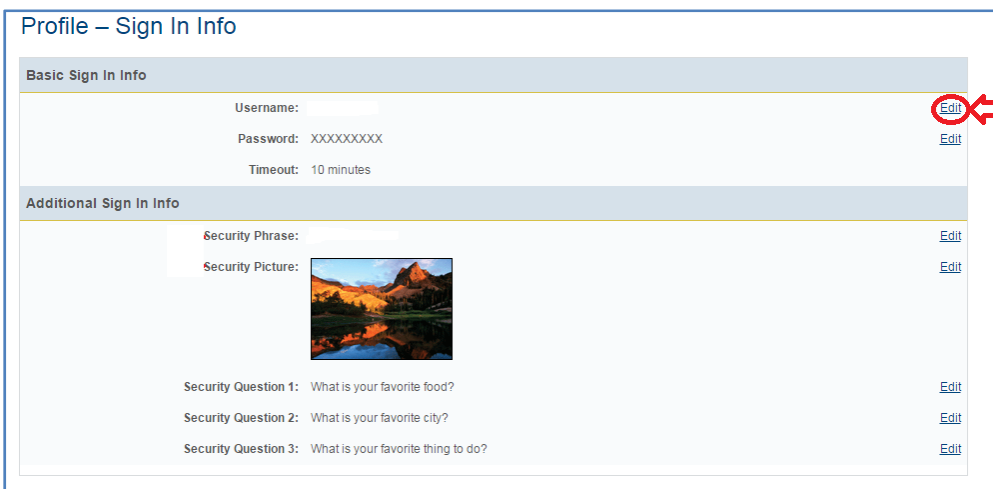 Profile – Sign In Info
Basic Sign In Info
Username: Edit
Password: XXXXXXXXX Edit
Timeout: 10 minutes
Additional Sign In Info
Security Phrase: Edit
Security Picture: Edit
Security Question 1: What is your favorite food? Edit
Security Question 2: What is your favorite city? Edit
Security Question 3: What is your favorite thing to do? Edit